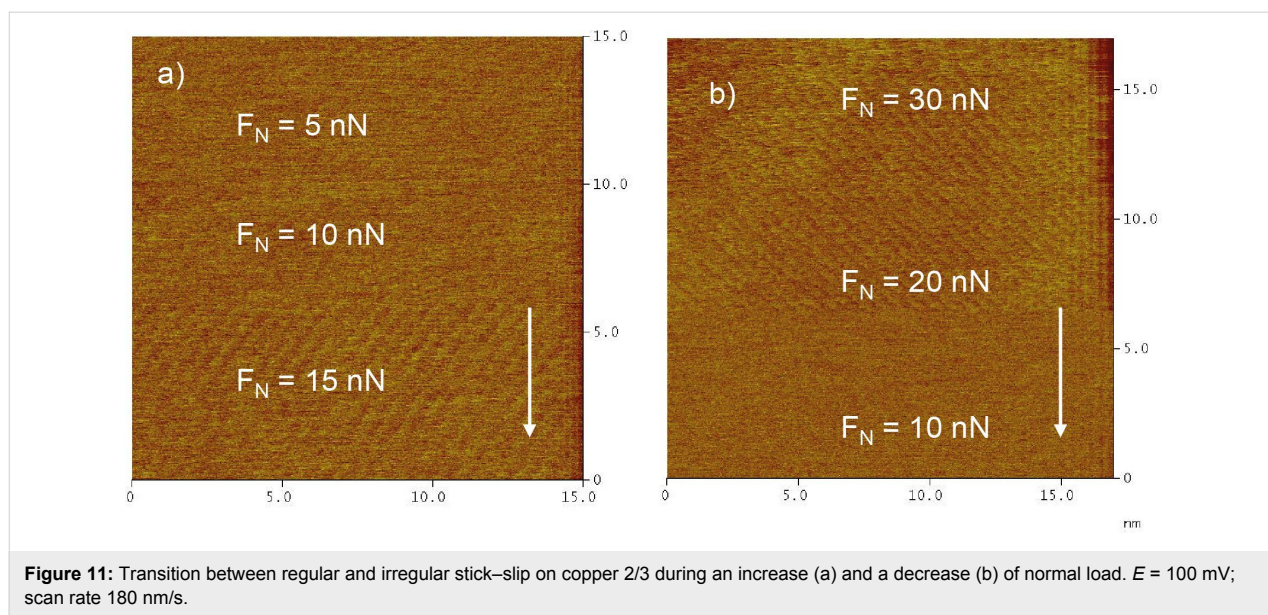 a)
F_N = 5 nN
F_N = 10 nN
F_N = 15 nN
15.0
10.0
5.0
0
0 5.0 10.0 15.0
b)
F_N = 30 nN
F_N = 20 nN
F_N = 10 nN
15.0
10.0
5.0
0
0 5.0 10.0 15.0
nm
Figure 11: Transition between regular and irregular stick–slip on copper 2/3 during an increase (a) and a decrease (b) of normal load. E = 100 mV;
scan rate 180 nm/s.